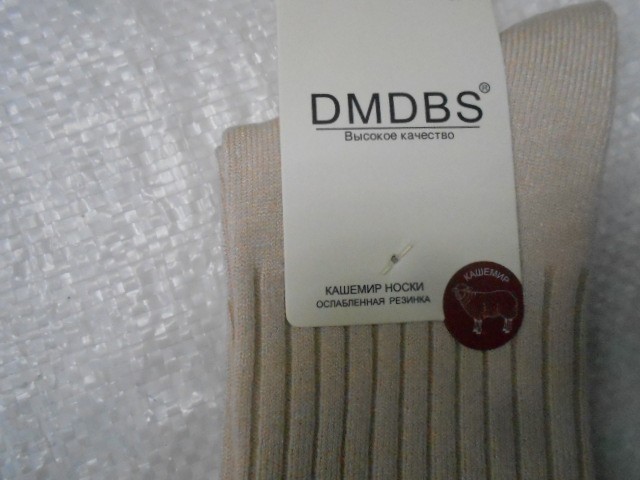 DMDBS®
Высокое качество
КАШЕМИР НОСКИ
ОСЛАБЛЕННАЯ РЕЗИНКА
КАШЕМИР